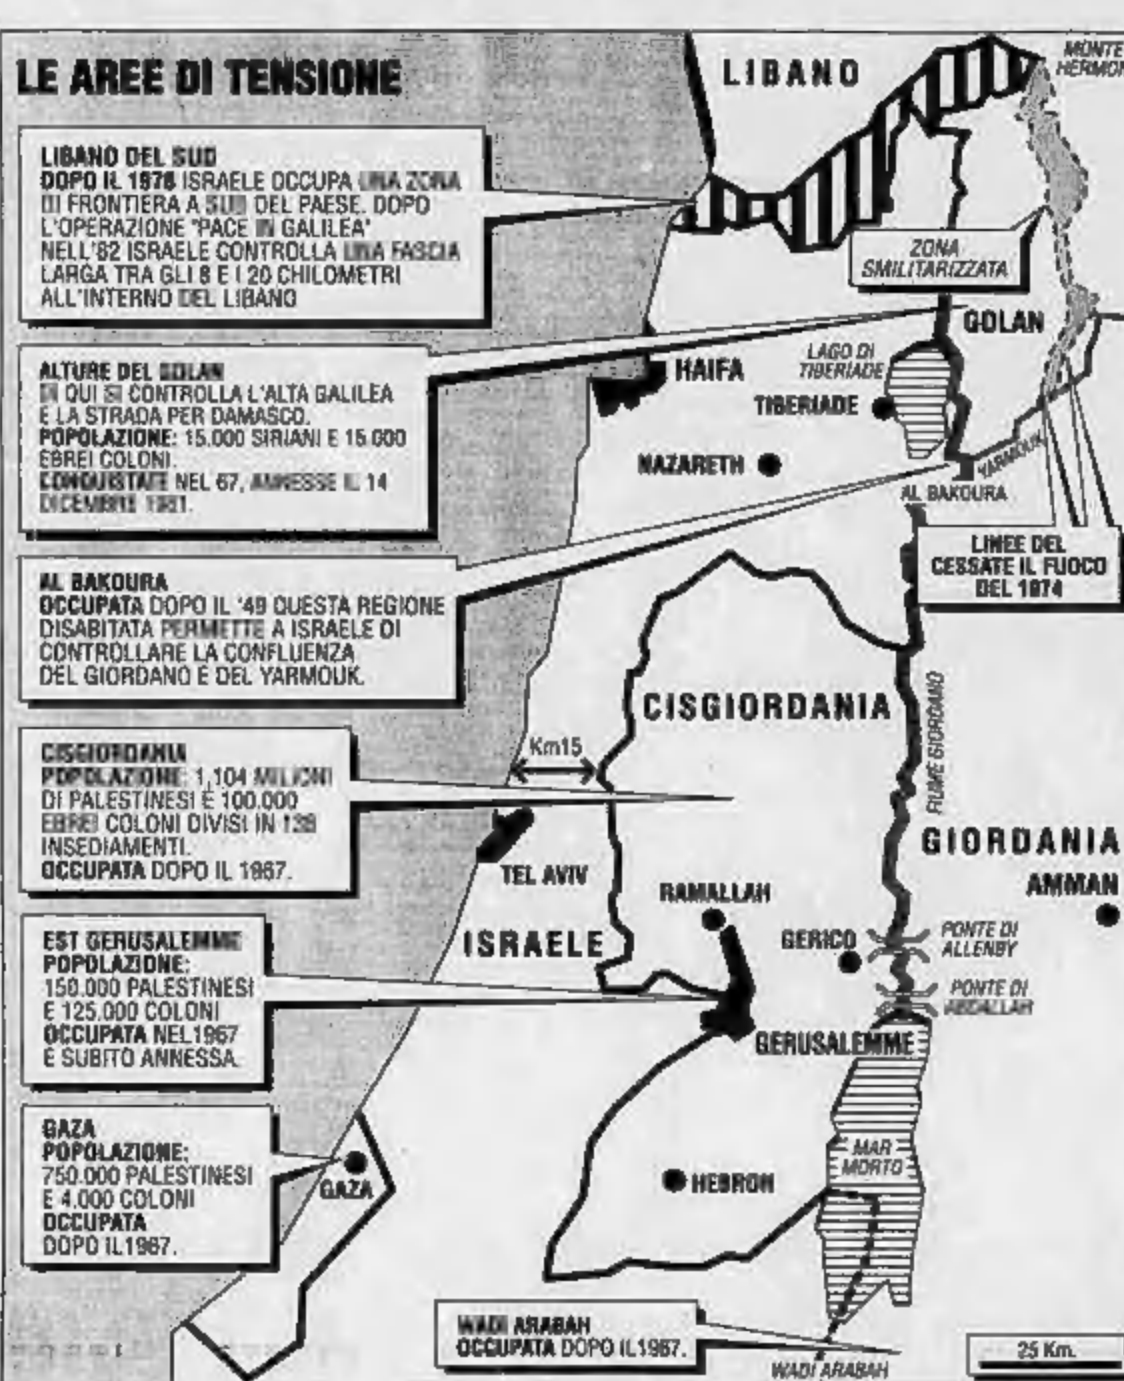 LE AREE DI TENSIONE
LIBANO DEL SUD
DOPO IL 1978 ISRAELE OCCUPA UNA ZONA
DI FRONTIERA A SUD DEL PAESE. DOPO
L'OPERAZIONE "PACE IN GALILEA"
NELL'82 ISRAELE CONTROLLA UNA FASCIA
LARGA TRA GLI 8 E I 20 CHILOMETRI
ALL'INTERNO DEL LIBANO
ALTURE DEL GOLAN
DI QUI SI CONTROLLA L'ALTA GALILEA
E LA STRADA PER DAMASCO.
POPOLAZIONE: 15.000 SIRIANI E 15.000
EBREI COLONI.
CONQUISTATE NEL 67, ANNESSE IL 14
DICEMBRE 1981.
AL BAKOURA
OCCUPATA DOPO IL '49 QUESTA REGIONE
DISABITATA PERMETTE A ISRAELE DI
CONTROLLARE LA CONFLUENZA
DEL GIORDANO E DEL YARMOUK.
CISGIORDANIA
POPOLAZIONE: 1,104 MILIONI
DI PALESTINESI E 100.000
EBREI COLONI DIVISI IN
INSEDIAMENTI.
OCCUPATA DOPO IL 1967.
EST GERUSALEMME
POPOLAZIONE:
150.000 PALESTINESI
E 125.000 COLONI
OCCUPATA NEL 1967
E SUBITO ANNESSA.
GAZA
POPOLAZIONE:
750.000 PALESTINESI
E 4.000 COLONI
OCCUPATA
DOPO IL 1967.
WADI ARABAH
OCCUPATA DOPO IL 1967.
LIBANO
MONTE
HERMON
ZONA
SMILITARIZZATA
GOLAN
LAGO DI
TIBERIADE
HAIFA
TIBERIADE
NAZARETH
YARMOUK
AL BAKOURA
LINEE DEL
CESSATE IL FUOCO
DEL 1974
CISGIORDANIA
FIUME GIORDANO
Km15
GIORDANIA
AMMAN
TEL AVIV
RAMALLAH
ISRAELE
GERICO
PONTE DI
ALLENBY
PONTE DI
ABDALLAH
GERUSALEMME
MAR
MORTO
GAZA
HEBRON
WADI ARABAH
25 Km.